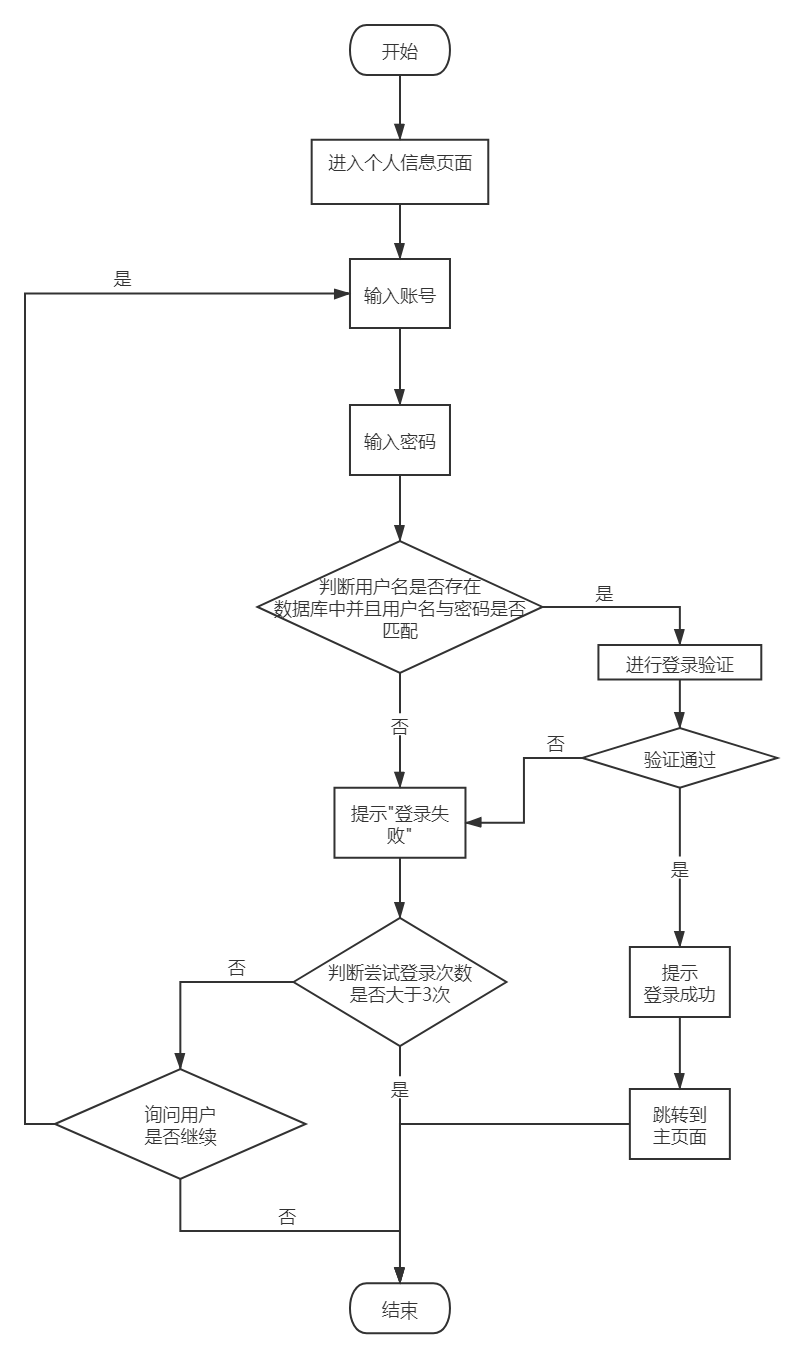 开始
进入个人信息页面
是
输入账号
输入密码
判断用户名是否存在
数据库中并且用户名与密码是否
匹配
是
进行登录验证
否
否
验证通过
提示"登录失
败"
是
否
判断尝试登录次数
是否大于3次
提示
登录成功
是
询问用户
是否继续
跳转到
主页面
否
结束